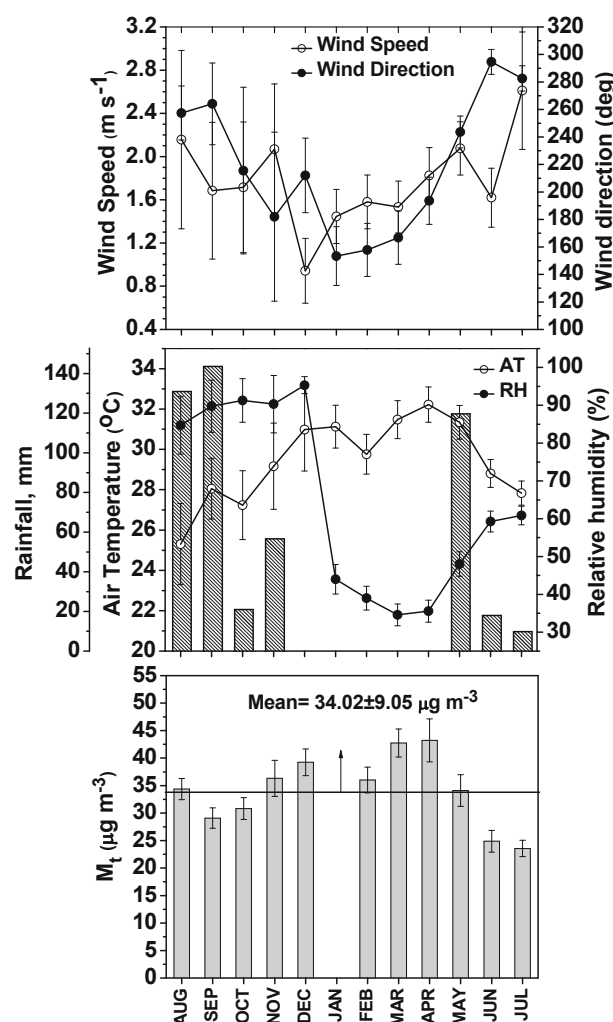 3.2
2.8
2.4
2.0
1.6
1.2
0.8
0.4
Wind Speed (m s-1)
Wind Speed
Wind Direction
320
300
280
260
240
220
200
180
160
140
120
100
Wind direction (deg)
140
120
100
80
60
40
20
0
Rainfall, mm
34
32
30
28
26
24
22
20
Air Temperature (OC)
AT
RH
100
90
80
70
60
50
40
30
Relative humidity (%)
55
50
45
40
35
30
25
20
15
10
5
0
Mt (μg m-3)
Mean= 34.02±9.05 μg m-3
AUG
SEP
OCT
NOV
DEC
JAN
FEB
MAR
APR
MAY
JUN
JUL